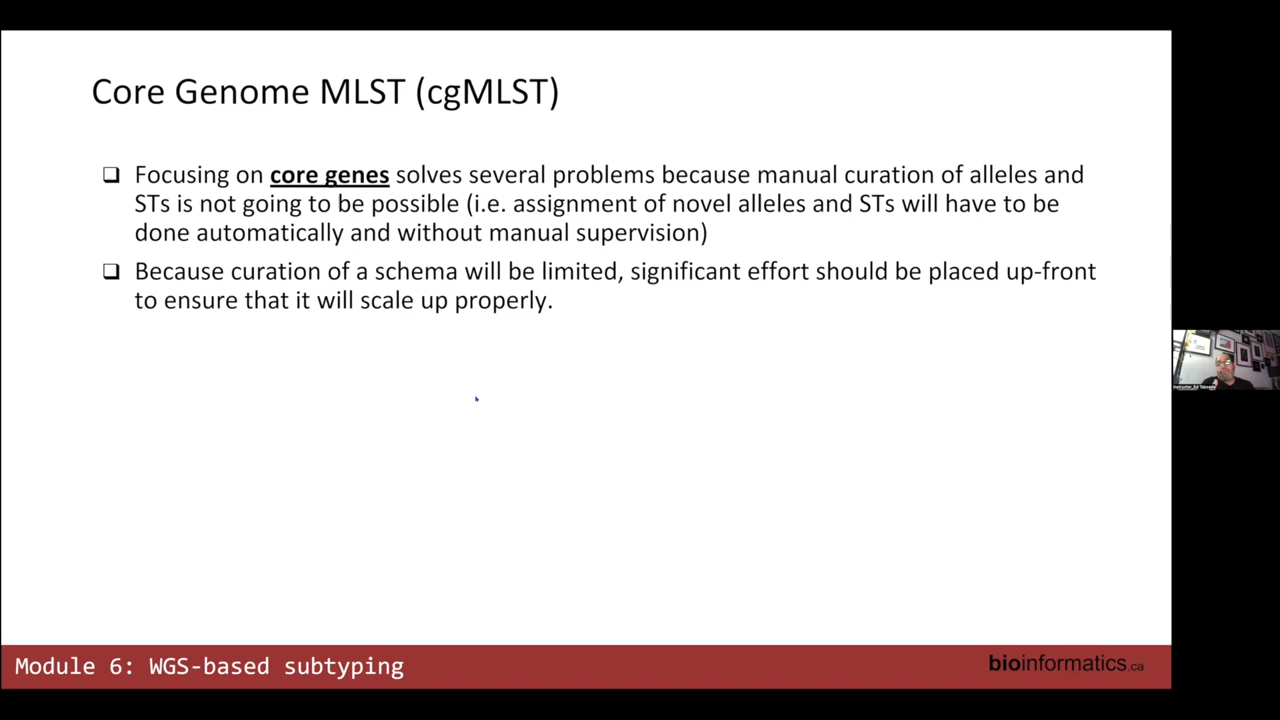 Core Genome MLST (cgMLST)
❑ Focusing on core genes solves several problems because manual curation of alleles and
STs is not going to be possible (i.e. assignment of novel alleles and STs will have to be
done automatically and without manual supervision)
❑ Because curation of a schema will be limited, significant effort should be placed up-front
to ensure that it will scale up properly.
Module 6: WGS-based subtyping
bioinformatics.ca